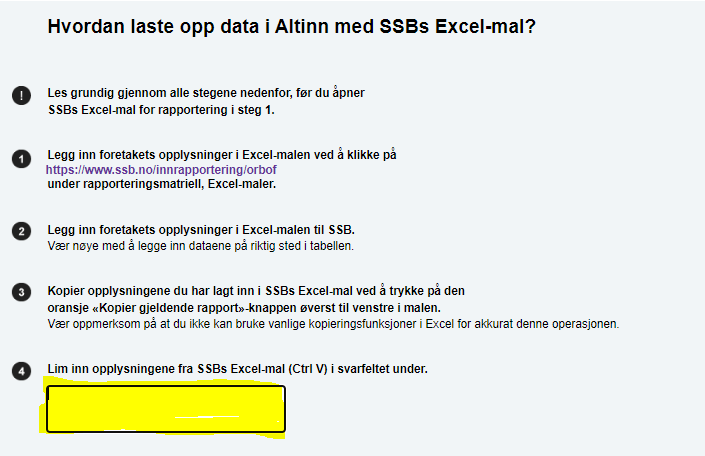 Hvordan laste opp data i Altinn med SSBs Excel-mal?
! Les grundig gjennom alle stegene nedenfor, før du åpner
SSBs Excel-mal for rapportering i steg 1.
1 Legg inn foretakets opplysninger i Excel-malen ved å klikke på
https://www.ssb.no/innrapportering/orbof
under rapporteringsmatriell, Excel-maler.
2 Legg inn foretakets opplysninger i Excel-malen til SSB.
Vær nøye med å legge inn dataene på riktig sted i tabellen.
3 Kopier opplysningene du har lagt inn i SSBs Excel-mal ved å trykke på den
oransje «Kopier gjeldende rapport»-knappen øverst til venstre i malen.
Vær oppmerksom på at du ikke kan bruke vanlige kopieringsfunksjoner i Excel for akkurat denne operasjonen.
4 Lim inn opplysningene fra SSBs Excel-mal (Ctrl V) i svarfeltet under.